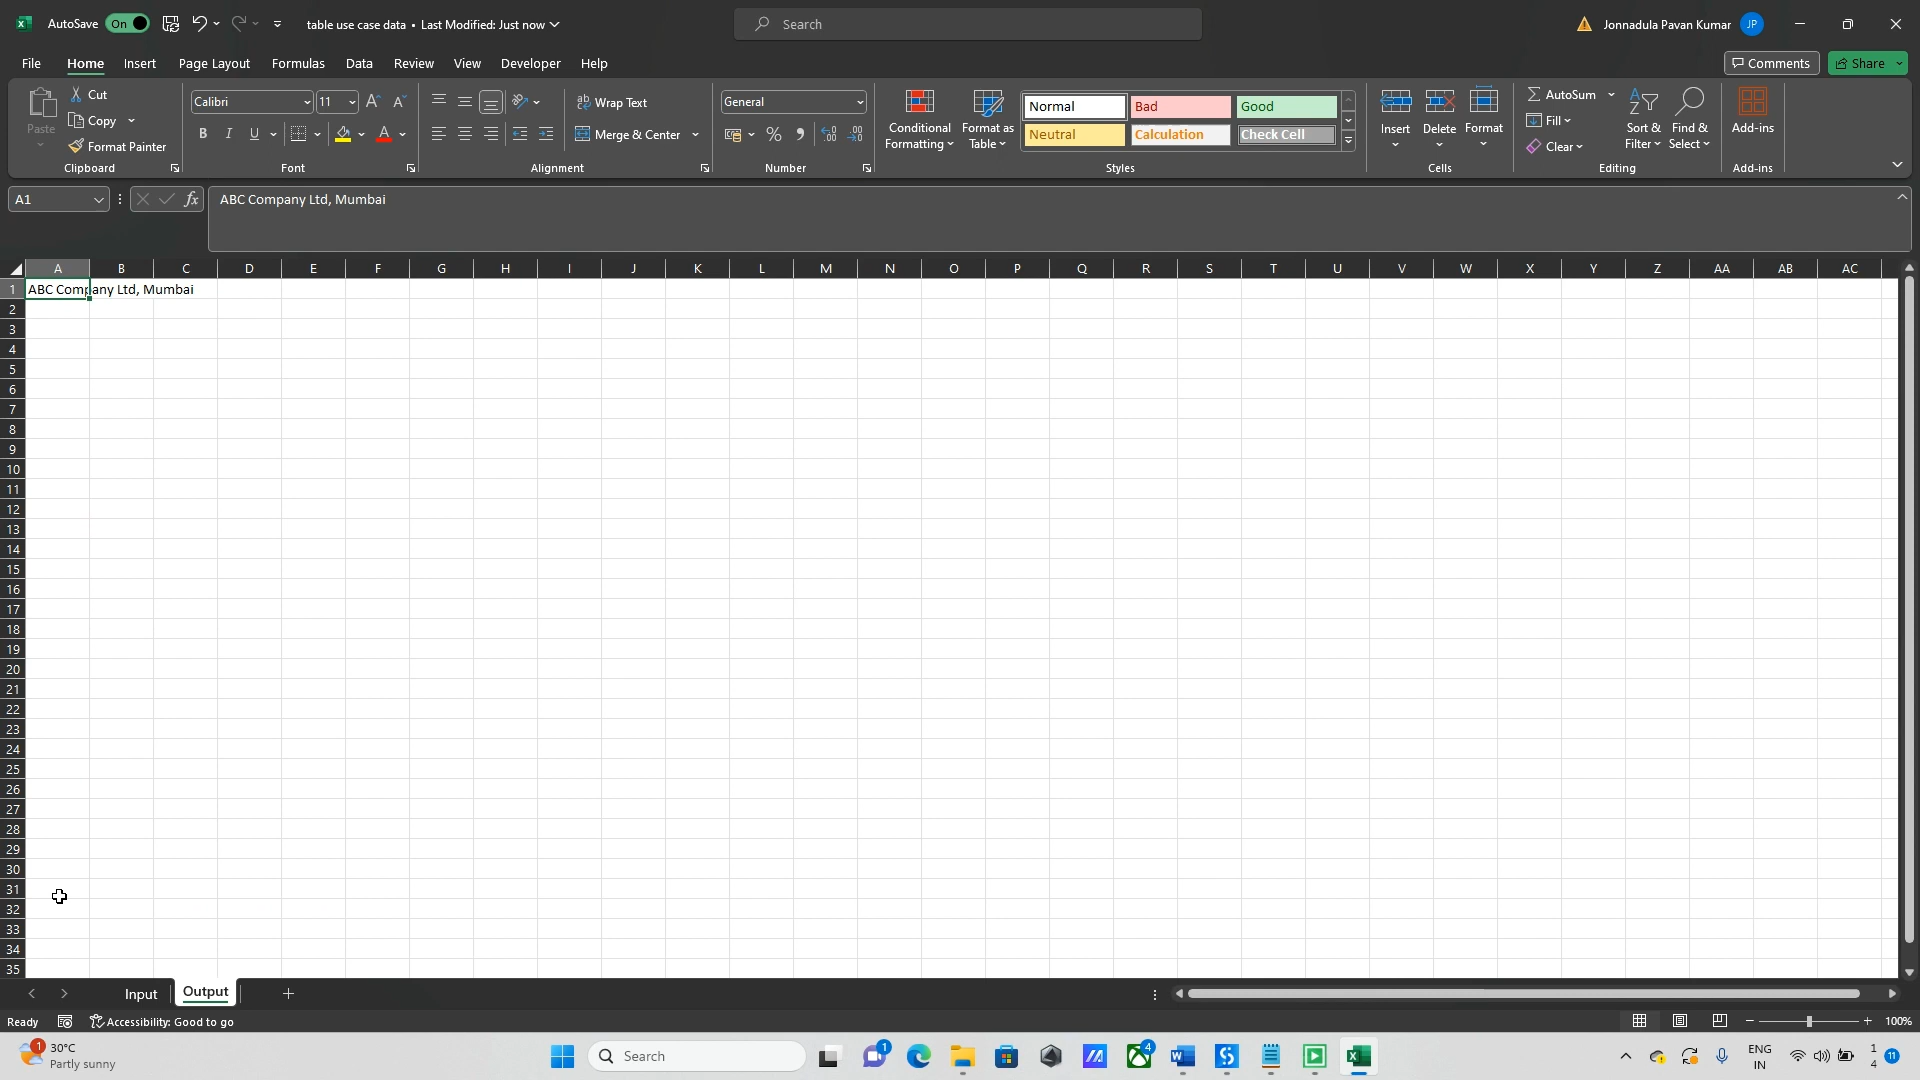 AutoSave On table use case data • Last Modified: Just now Search Jonnadula Pavan Kumar JP
File Home Insert Page Layout Formulas Data Review View Developer Help Comments Share
Paste Cut Copy Format Painter Clipboard
Calibri 11 B I U A Font
Wrap Text Merge & Center Alignment
General % Number
Conditional Formatting Format as Table Normal Bad Good Neutral Calculation Check Cell Styles
Insert Delete Format Cells
AutoSum Fill Clear Sort & Filter Find & Select Editing
Add-ins Add-ins
A1 fx ABC Company Ltd, Mumbai
A B C D E F G H I J K L M N O P Q R S T U V W X Y Z AA AB AC
1 ABC Company Ltd, Mumbai
2
3
4
5
6
7
8
9
10
11
12
13
14
15
16
17
18
19
20
21
22
23
24
25
26
27
28
29
30
31
32
33
34
35
Input Output
Ready Accessibility: Good to go 100%
1 30°C Partly sunny Search 1 4 ENG IN 1 4 11